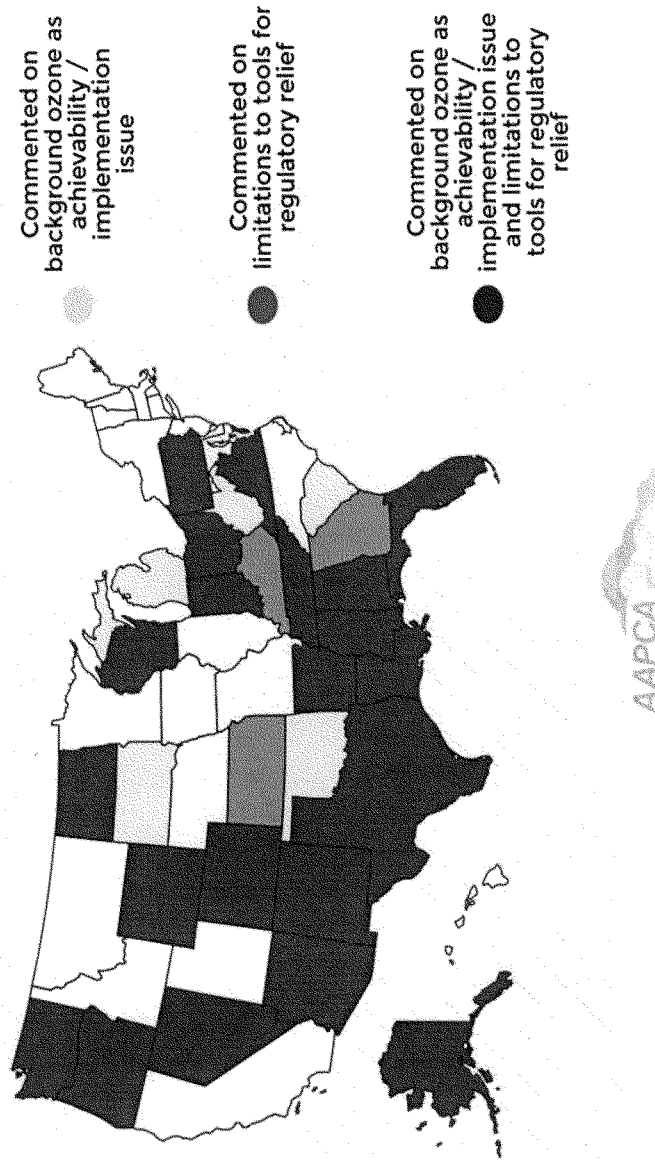 Commented on
background ozone as
achievability /
implementation
issue
Commented on
limitations to tools for
regulatory relief
Commented on
background ozone as
achievability /
implementation issue
and limitations to
tools for regulatory
relief
AAPCA